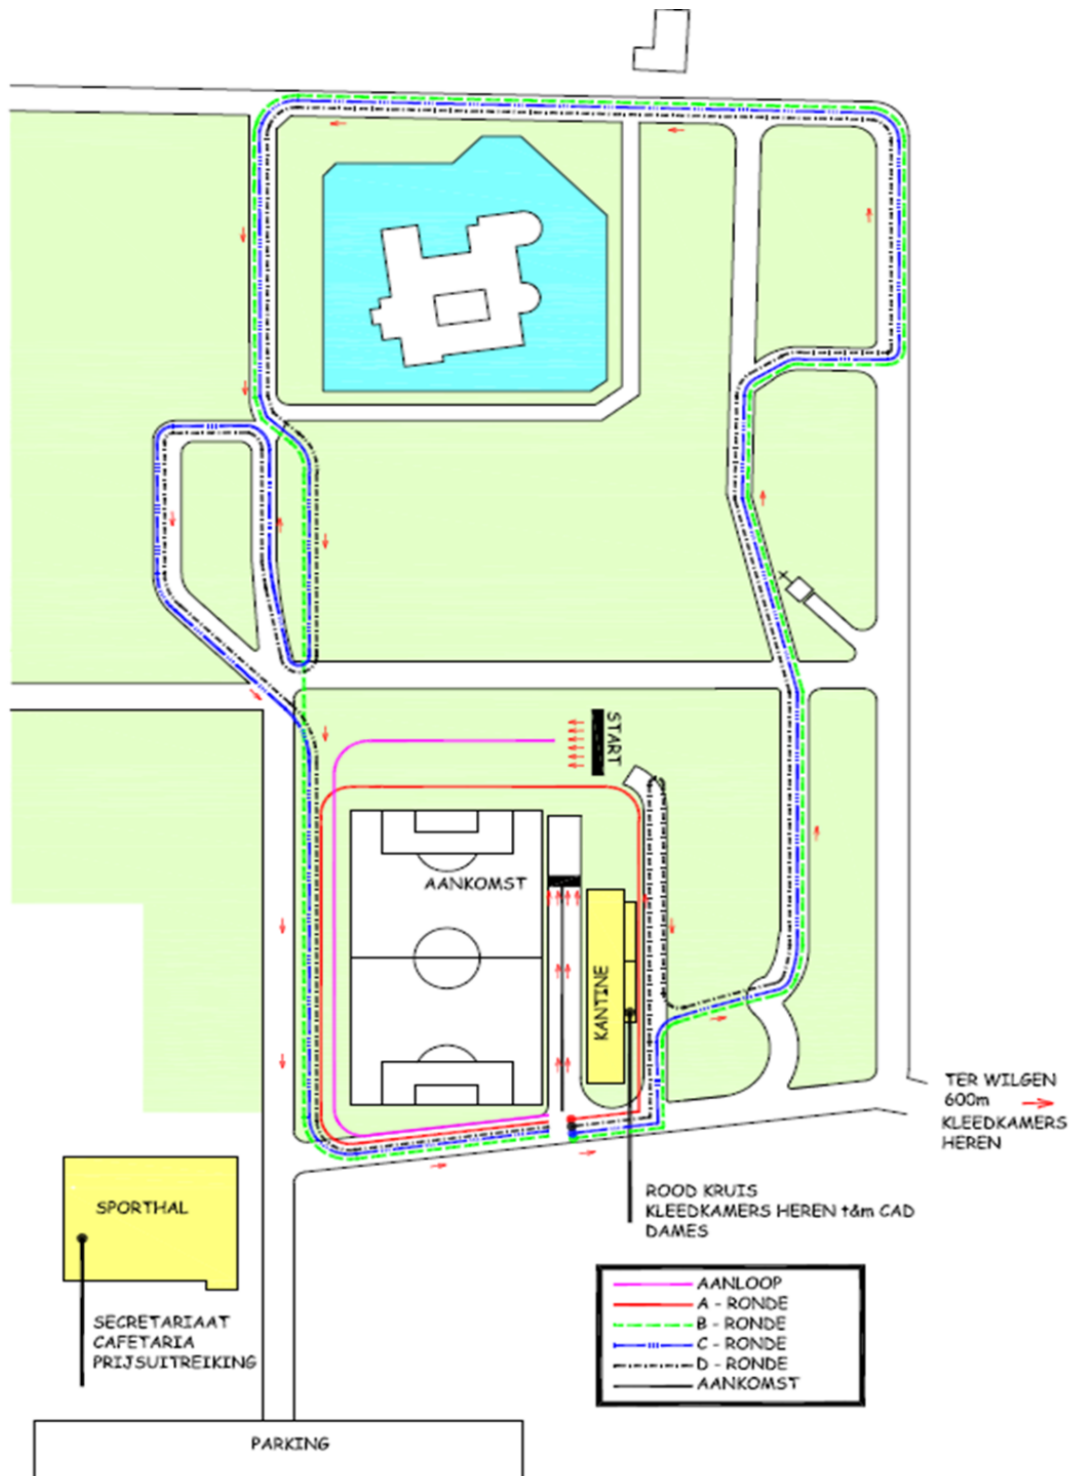 START
AANKOMST
KANTINE
TER WILGEN
600m
KLEEDKAMERS
HEREN
SPORTHAL
ROOD KRUIS
KLEEDKAMERS HEREN t&m CAD
DAMES
SECRETARIAAT
CAFETARIA
PRIJSUITREIKING
AANLOOP
A - RONDE
B - RONDE
C - RONDE
D - RONDE
AANKOMST
PARKING